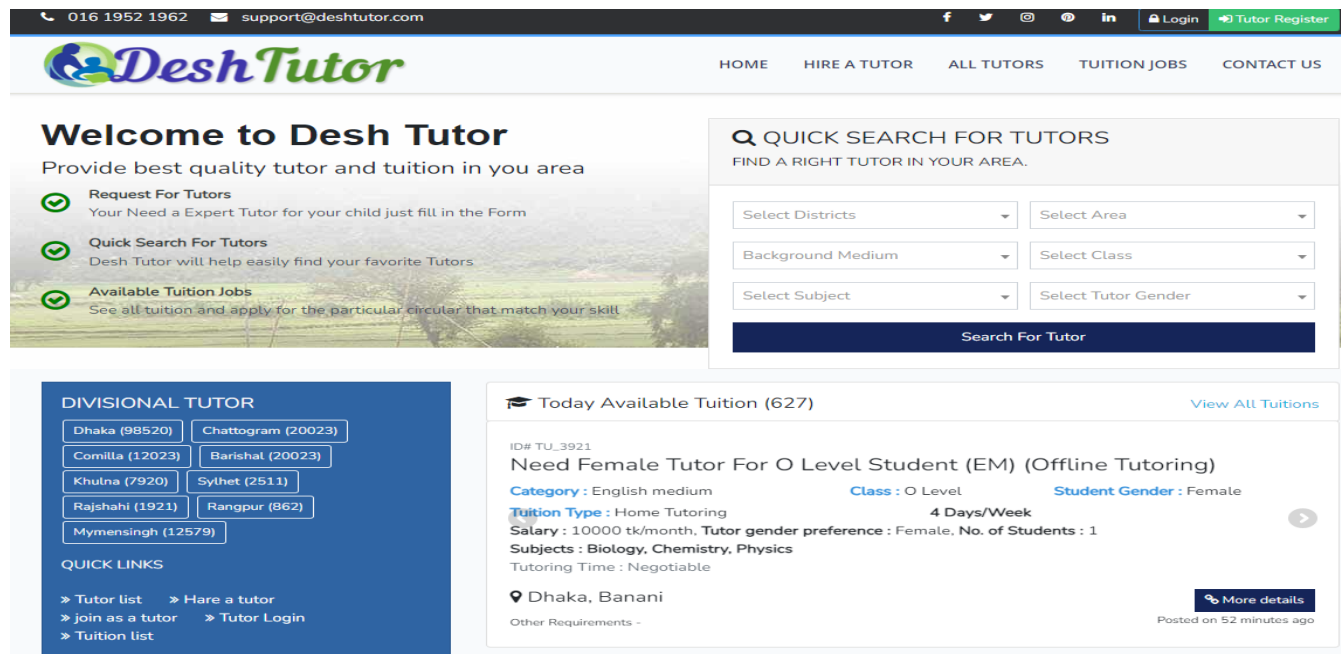 016 1952 1962 support@deshtutor.com Login Tutor Register
DeshTutor HOME HIRE A TUTOR ALL TUTORS TUITION JOBS CONTACT US
Welcome to Desh Tutor
Provide best quality tutor and tuition in you area
Request For Tutors
Your Need a Expert Tutor for your child just fill in the Form
Quick Search For Tutors
Desh Tutor will help easily find your favorite Tutors
Available Tuition Jobs
See all tuition and apply for the particular circular that match your skill
QUICK SEARCH FOR TUTORS
FIND A RIGHT TUTOR IN YOUR AREA.
Select Districts Select Area
Background Medium Select Class
Select Subject Select Tutor Gender
Search For Tutor
DIVISIONAL TUTOR
Dhaka (98520) Chattogram (20023)
Comilla (12023) Barishal (20023)
Khulna (7920) Sylhet (2511)
Rajshahi (1921) Rangpur (862)
Mymensingh (12579)
QUICK LINKS
» Tutor list » Hare a tutor
» join as a tutor » Tutor Login
» Tuition list
Today Available Tuition (627) View All Tuitions
ID# TU_3921
Need Female Tutor For O Level Student (EM) (Offline Tutoring)
Category : English medium Class : O Level Student Gender : Female
Tuition Type : Home Tutoring 4 Days/Week
Salary : 10000 tk/month, Tutor gender preference : Female, No. of Students : 1
Subjects : Biology, Chemistry, Physics
Tutoring Time : Negotiable
Dhaka, Banani More details
Other Requirements - Posted on 52 minutes ago